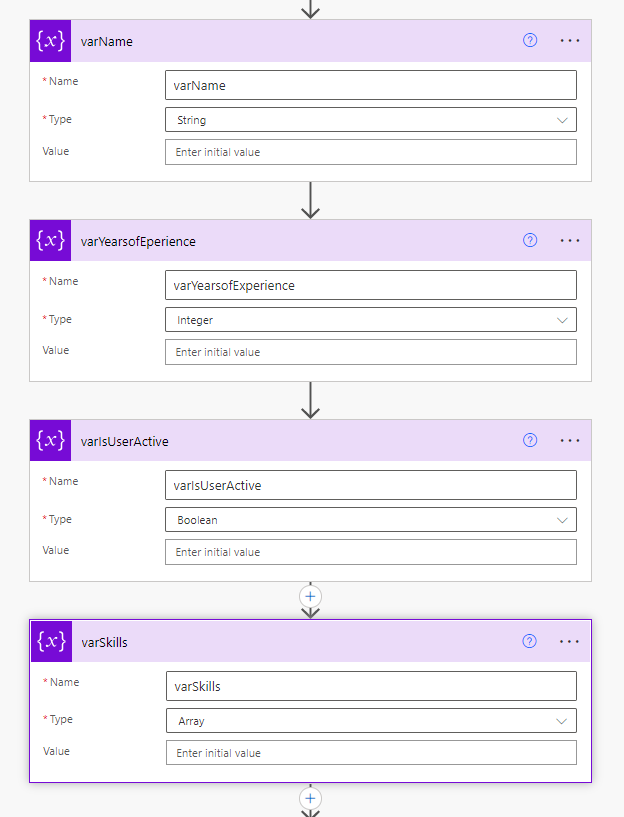 {x} varName ? ...
* Name varName
* Type String
Value Enter initial value
{x} varYearsofEperience ? ...
* Name varYearsofExperience
* Type Integer
Value Enter initial value
{x} varIsUserActive ? ...
* Name varIsUserActive
* Type Boolean
Value Enter initial value
{x} varSkills ? ...
* Name varSkills
* Type Array
Value Enter initial value